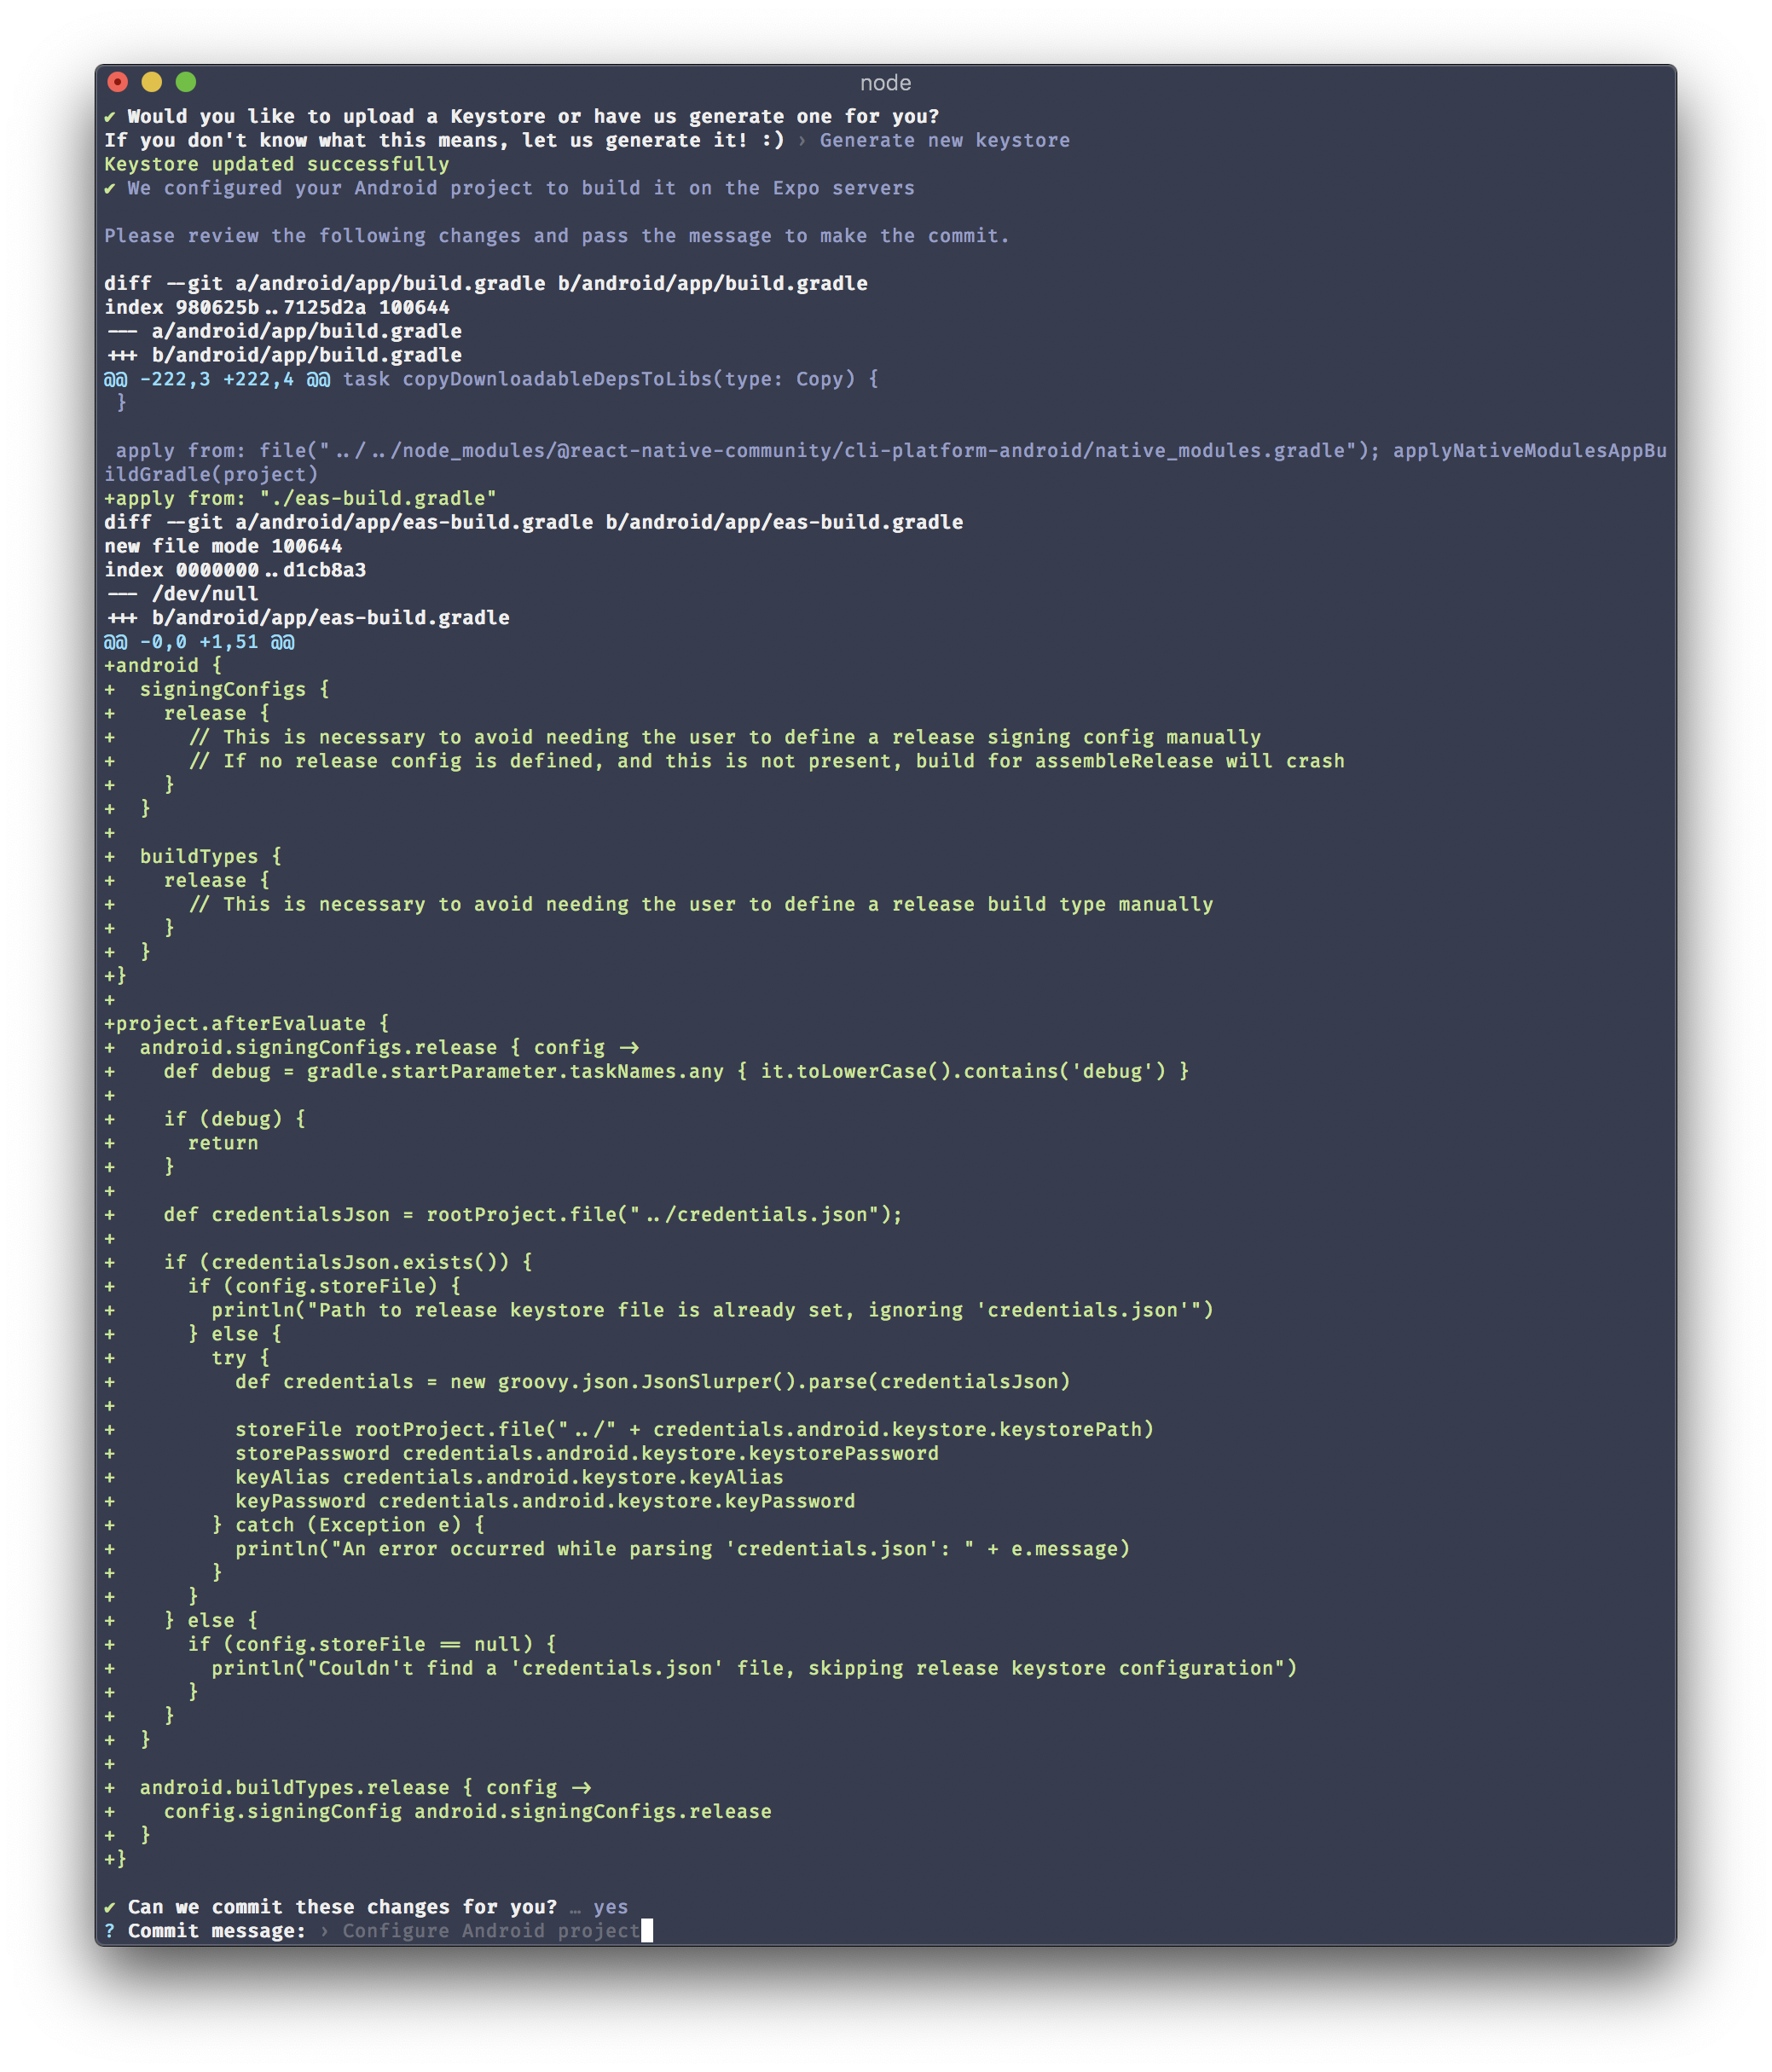 node
✔ Would you like to upload a Keystore or have us generate one for you?
If you don't know what this means, let us generate it! :) › Generate new keystore
Keystore updated successfully
✔ We configured your Android project to build it on the Expo servers
Please review the following changes and pass the message to make the commit.
diff --git a/android/app/build.gradle b/android/app/build.gradle
index 980625b..7125d2a 100644
--- a/android/app/build.gradle
+++ b/android/app/build.gradle
@@ -222,3 +222,4 @@ task copyDownloadableDepsToLibs(type: Copy) {
 }
 apply from: file("../../node_modules/@react-native-community/cli-platform-android/native_modules.gradle"); applyNativeModulesAppBu
ildGradle(project)
+apply from: "./eas-build.gradle"
diff --git a/android/app/eas-build.gradle b/android/app/eas-build.gradle
new file mode 100644
index 0000000..d1cb8a3
--- /dev/null
+++ b/android/app/eas-build.gradle
@@ -0,0 +1,51 @@
+android {
+  signingConfigs {
+    release {
+      // This is necessary to avoid needing the user to define a release signing config manually
+      // If no release config is defined, and this is not present, build for assembleRelease will crash
+    }
+  }
+
+  buildTypes {
+    release {
+      // This is necessary to avoid needing the user to define a release build type manually
+    }
+  }
+}
+
+project.afterEvaluate {
+  android.signingConfigs.release { config ->
+    def debug = gradle.startParameter.taskNames.any { it.toLowerCase().contains('debug') }
+
+    if (debug) {
+      return
+    }
+
+    def credentialsJson = rootProject.file("../credentials.json");
+
+    if (credentialsJson.exists()) {
+      if (config.storeFile) {
+        println("Path to release keystore file is already set, ignoring 'credentials.json'")
+      } else {
+        try {
+          def credentials = new groovy.json.JsonSlurper().parse(credentialsJson)
+
+          storeFile rootProject.file("../" + credentials.android.keystore.keystorePath)
+          storePassword credentials.android.keystore.keystorePassword
+          keyAlias credentials.android.keystore.keyAlias
+          keyPassword credentials.android.keystore.keyPassword
+        } catch (Exception e) {
+          println("An error occurred while parsing 'credentials.json': " + e.message)
+        }
+      }
+    } else {
+      if (config.storeFile == null) {
+        println("Couldn't find a 'credentials.json' file, skipping release keystore configuration")
+      }
+    }
+  }
+
+  android.buildTypes.release { config ->
+    config.signingConfig android.signingConfigs.release
+  }
+}
✔ Can we commit these changes for you? … yes
? Commit message: › Configure Android project